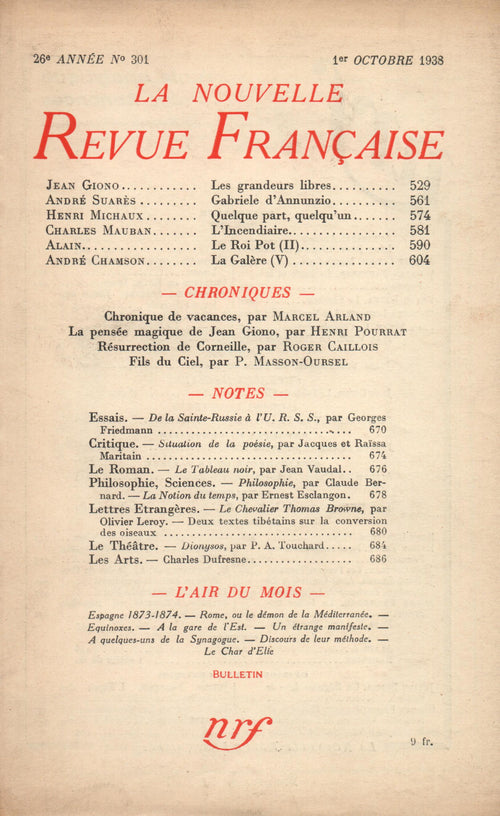 26e ANNÉE No 301 1er OCTOBRE 1938
LA NOUVELLE
REVUE FRANÇAISE
JEAN GIONO............ Les grandeurs libres.......... 529
ANDRÉ SUARÈS ......... Gabriele d'Annunzio.......... 561
HENRI MICHAUX ........ Quelque part, quelqu'un....... 574
CHARLES MAUBAN....... L'Incendiaire................. 581
ALAIN................. Le Roi Pot (II)............... 590
ANDRÉ CHAMSON........ La Galère (V) ................ 604
— CHRONIQUES —
Chronique de vacances, par MARCEL ARLAND
La pensée magique de Jean Giono, par HENRI POURRAT
Résurrection de Corneille, par ROGER CAILLOIS
Fils du Ciel, par P. MASSON-OURSEL
— NOTES —
Essais. — De la Sainte-Russie à l'U. R. S. S., par Georges
Friedmann ........................................ 670
Critique. — Situation de la poésie, par Jacques et Raïssa
Maritain ......................................... 674
Le Roman. — Le Tableau noir, par Jean Vaudal.. 676
Philosophie, Sciences. — Philosophie, par Claude Ber-
nard. — La Notion du temps, par Ernest Esclangon. 678
Lettres Etrangères. — Le Chevalier Thomas Browne, par
Olivier Leroy. — Deux textes tibétains sur la conversion
des oiseaux ...................................... 680
Le Théâtre. — Dionysos, par P. A. Touchard..... 684
Les Arts. — Charles Dufresne.................... 686
— L'AIR DU MOIS —
Espagne 1873-1874. — Rome, ou le démon de la Méditerranée. —
Equinoxes. — A la gare de l'Est. — Un étrange manifeste. —
A quelques-uns de la Synagogue. — Discours de leur méthode. —
Le Char d'Elie
BULLETIN
nrf
9 fr.